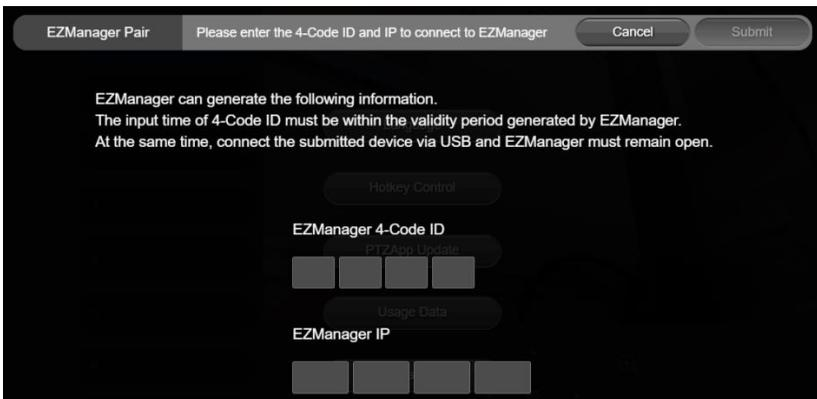 EZManager Pair
Please enter the 4-Code ID and IP to connect to EZManager
Cancel
Submit
EZManager can generate the following information.
The input time of 4-Code ID must be within the validity period generated by EZManager.
At the same time, connect the submitted device via USB and EZManager must remain open.
Language
Hotkey Control
EZManager 4-Code ID
PTZApp Update
Usage Data
EZManager IP